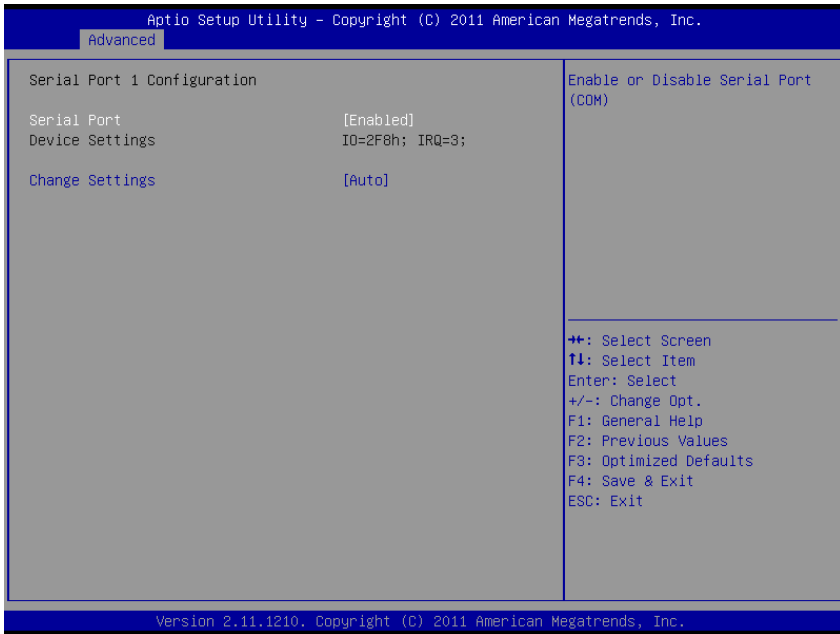 Aptio Setup Utility – Copyright (C) 2011 American Megatrends, Inc.
Advanced
Serial Port 1 Configuration
Serial Port [Enabled]
Device Settings IO=2F8h; IRQ=3;
Change Settings [Auto]
Enable or Disable Serial Port
(COM)
→←: Select Screen
↑↓: Select Item
Enter: Select
+/-: Change Opt.
F1: General Help
F2: Previous Values
F3: Optimized Defaults
F4: Save & Exit
ESC: Exit
Version 2.11.1210. Copyright (C) 2011 American Megatrends, Inc.